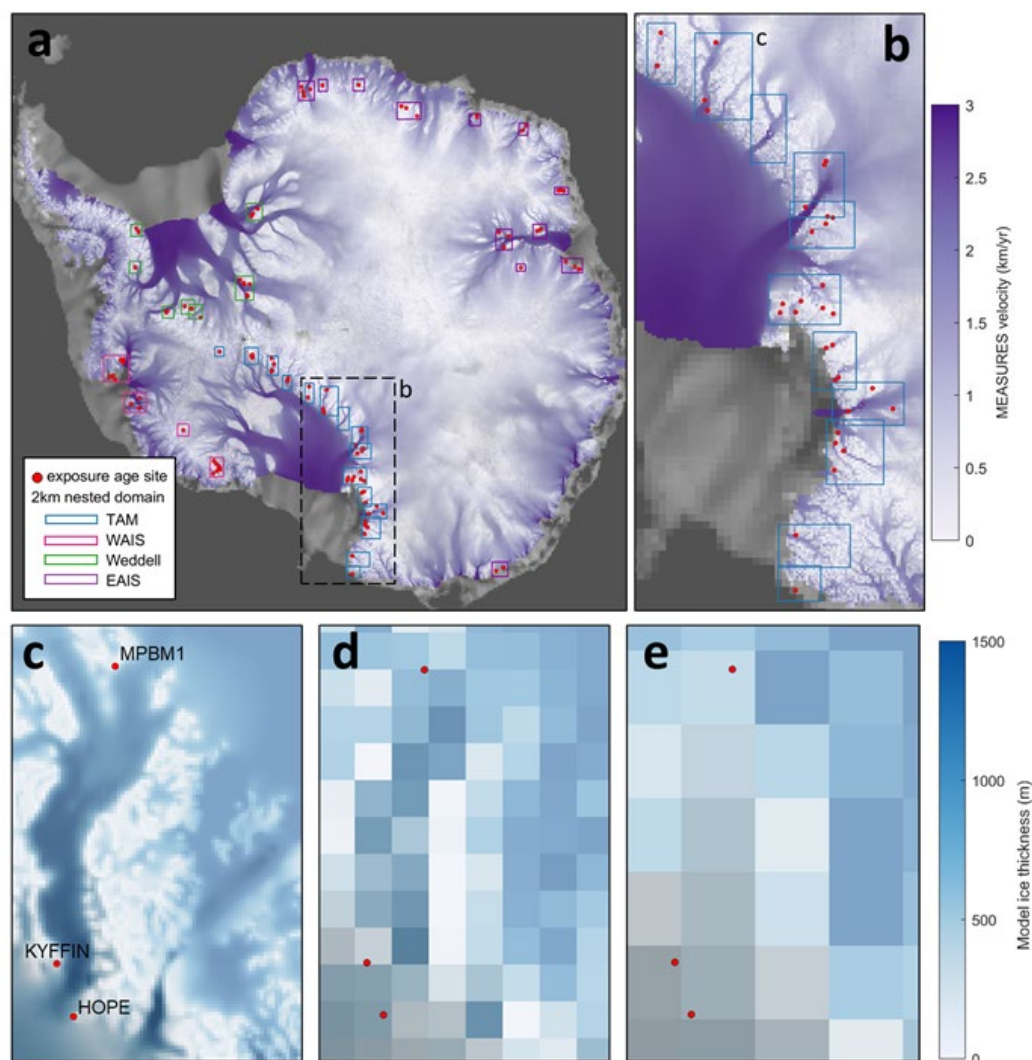 a
b
c
b
exposure age site
2km nested domain
TAM
WAIS
Weddell
EAIS
3
2.5
2
1.5
1
0.5
0
MEASURES velocity (km/yr)
c
MPBM1
KYFFIN
HOPE
d
e
1500
1000
500
0
Model ice thickness (m)